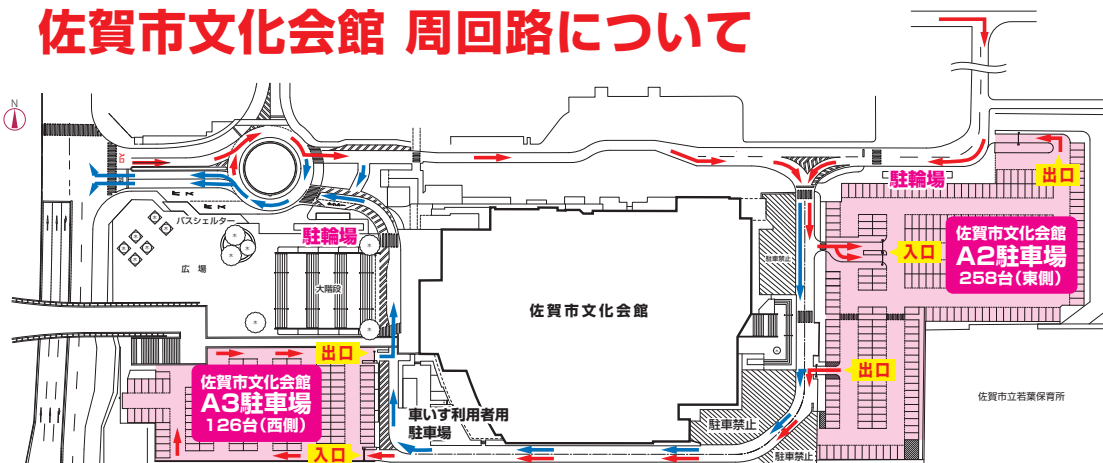 佐賀市文化会館 周回路について
N
入口
バスシェルター
駐輪場
広 場
大階段
佐賀市文化会館
駐車禁止
駐輪場
出口
入口
佐賀市文化会館
A2駐車場
258台(東側)
出口
佐賀市立若葉保育所
出口
佐賀市文化会館
A3駐車場
126台(西側)
入口
車いす利用者用
駐車場
駐車禁止
駐車禁止